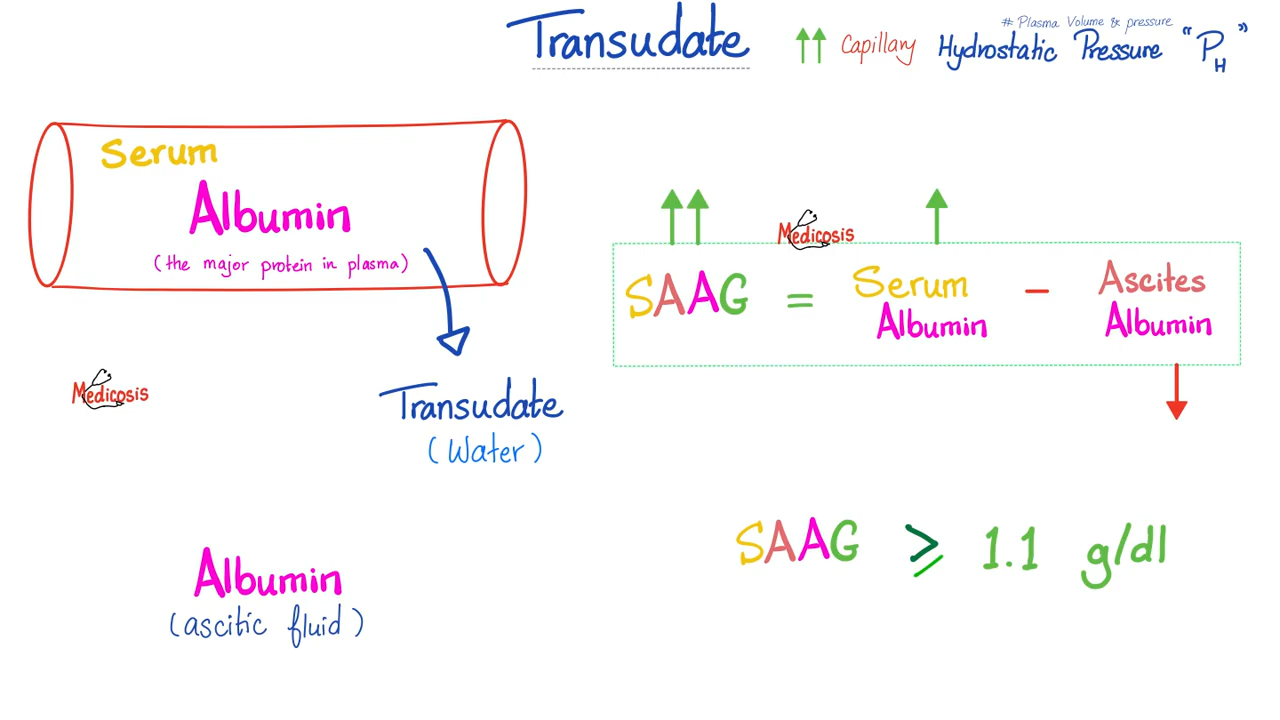 Transudate
# Plasma Volume & pressure
↑↑ Capillary Hydrostatic Pressure "P_H"
Serum
Albumin
(the major protein in plasma)
Transudate
(Water)
Medicosis
Albumin
(ascitic fluid)
Medicosis
SAAG = Serum Albumin - Ascites Albumin
SAAG ≥ 1.1 g/dl